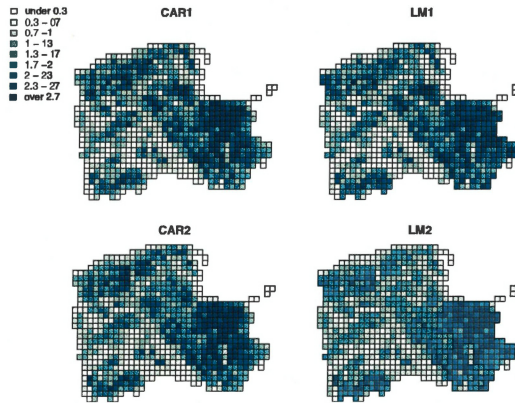 under 0.3
0.3 – 07
0.7 – 1
1 – 13
1.3 – 17
1.7 – 2
2 – 23
2.3 – 27
over 2.7
CAR1
LM1
CAR2
LM2